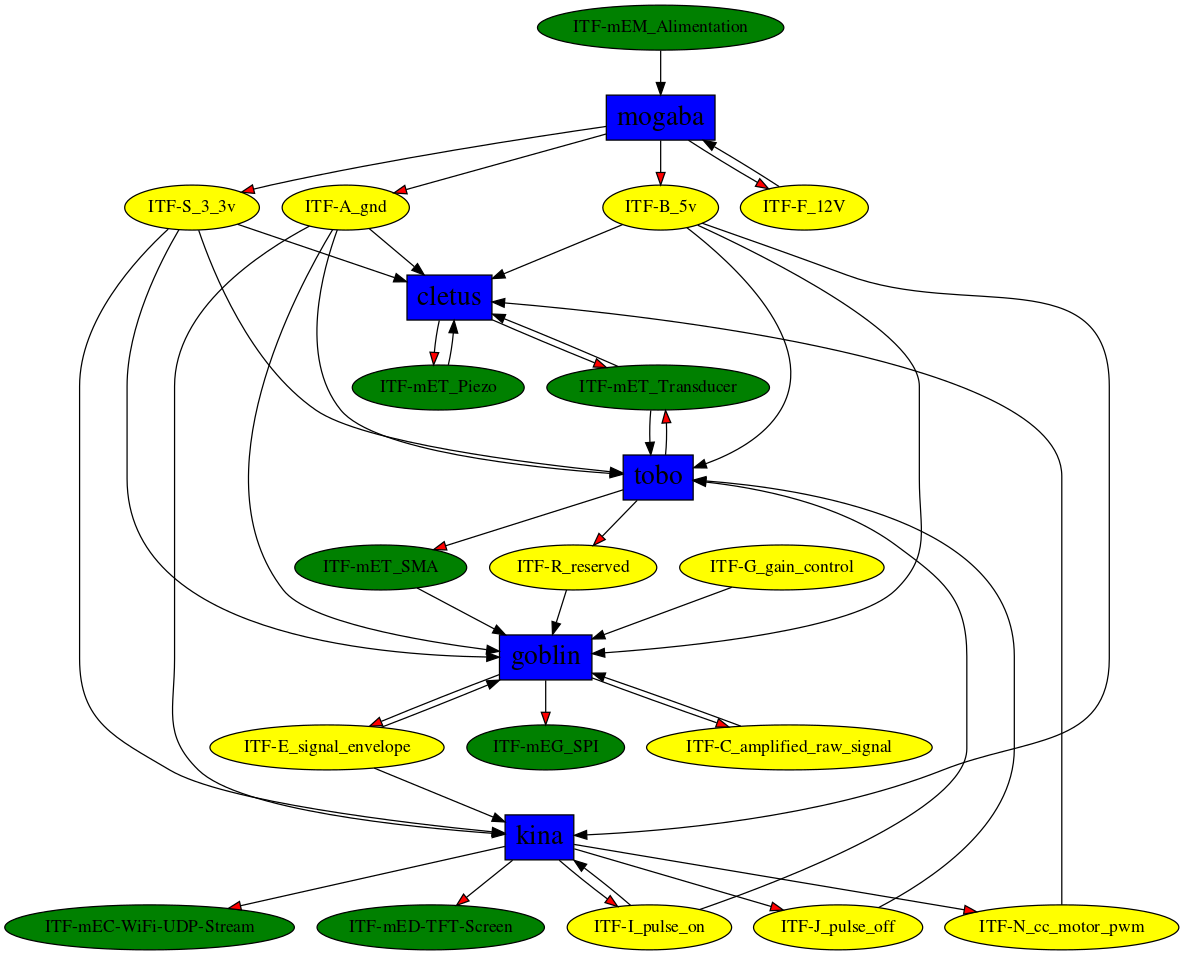 ITF-mEM_Alimentation
mogaba
ITF-S_3_3v
ITF-A_gnd
ITF-B_5v
ITF-F_12V
cletus
ITF-mET_Piezo
ITF-mET_Transducer
tobo
ITF-mET_SMA
ITF-R_reserved
ITF-G_gain_control
goblin
ITF-E_signal_envelope
ITF-mEG_SPI
ITF-C_amplified_raw_signal
kina
ITF-mEC-WiFi-UDP-Stream
ITF-mED-TFT-Screen
ITF-I_pulse_on
ITF-J_pulse_off
ITF-N_cc_motor_pwm